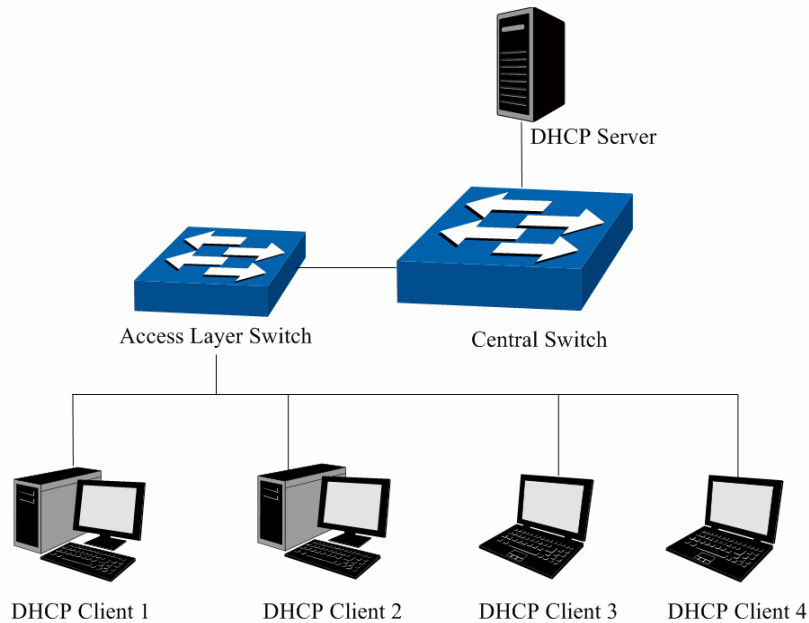 DHCP Server
Access Layer Switch
Central Switch
DHCP Client 1
DHCP Client 2
DHCP Client 3
DHCP Client 4